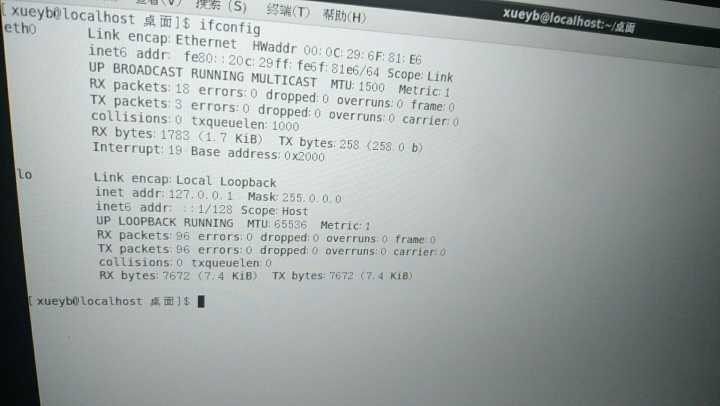 查看(V) 搜索 (S) 终端(T) 帮助(H)
xueyb@localhost:~/桌面
[ xueyb@localhost 桌面]$ ifconfig
eth0 Link encap:Ethernet HWaddr 00:0C:29:6F:81:E6
inet6 addr: fe80::20c:29ff:fe6f:81e6/64 Scope:Link
UP BROADCAST RUNNING MULTICAST MTU:1500 Metric:1
RX packets:18 errors:0 dropped:0 overruns:0 frame:0
TX packets:3 errors:0 dropped:0 overruns:0 carrier:0
collisions:0 txqueuelen:1000
RX bytes:1783 (1.7 KiB) TX bytes:258 (258.0 b)
Interrupt:19 Base address:0x2000
lo Link encap:Local Loopback
inet addr:127.0.0.1 Mask:255.0.0.0
inet6 addr: ::1/128 Scope:Host
UP LOOPBACK RUNNING MTU:65536 Metric:1
RX packets:96 errors:0 dropped:0 overruns:0 frame:0
TX packets:96 errors:0 dropped:0 overruns:0 carrier:0
collisions:0 txqueuelen:0
RX bytes:7672 (7.4 KiB) TX bytes:7672 (7.4 KiB)
[ xueyb@localhost 桌面]$